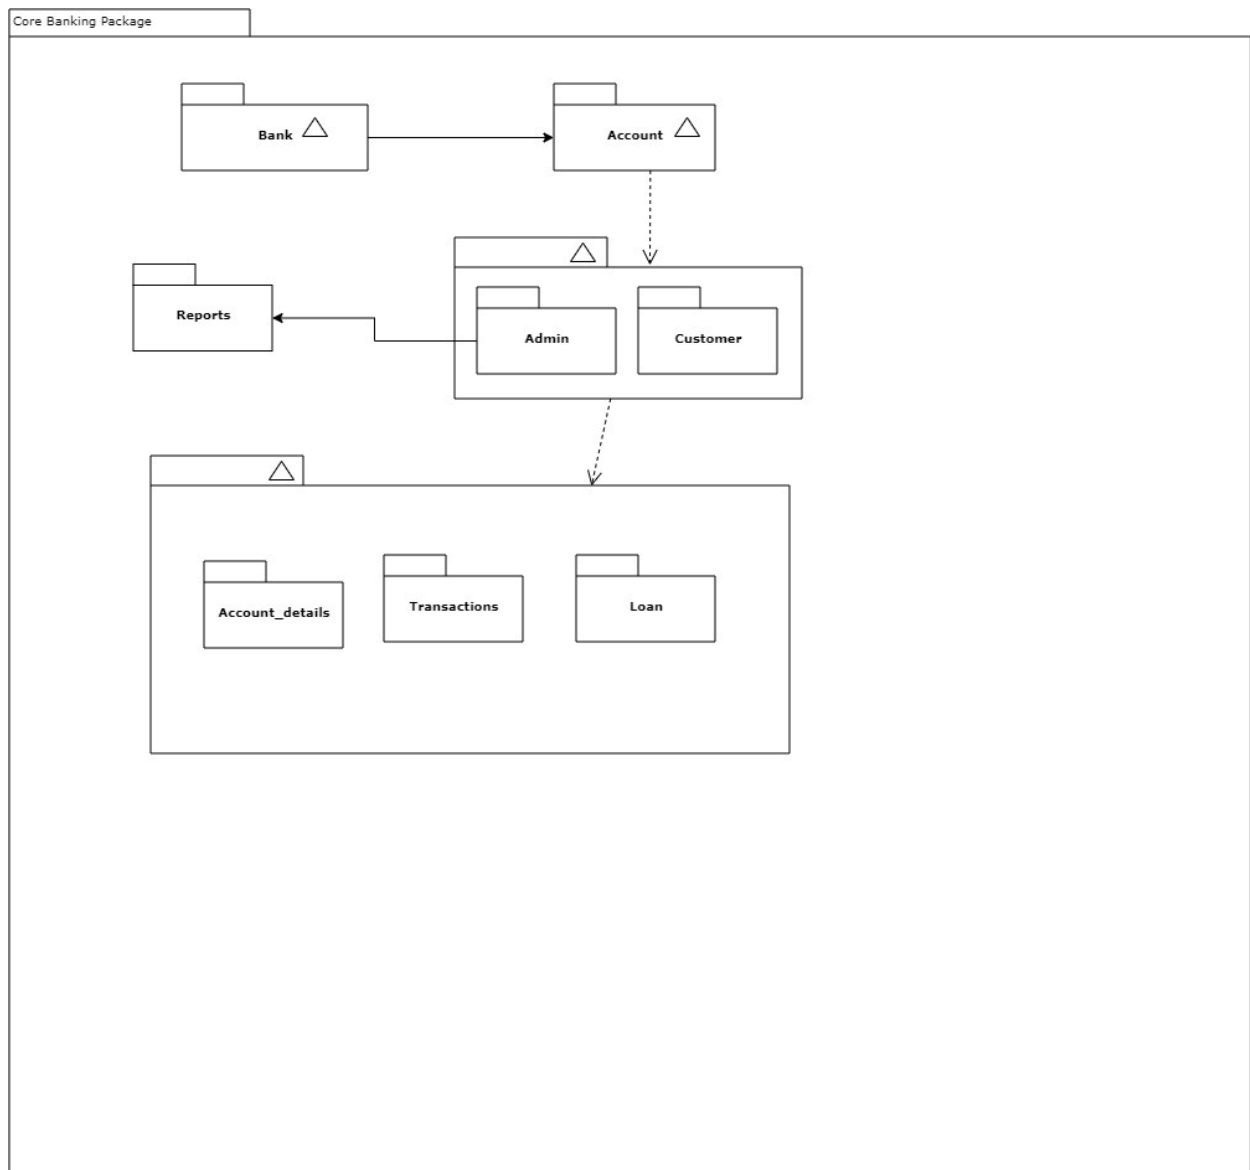 Core Banking Package
Bank
Account
Reports
Admin
Customer
Account_details
Transactions
Loan